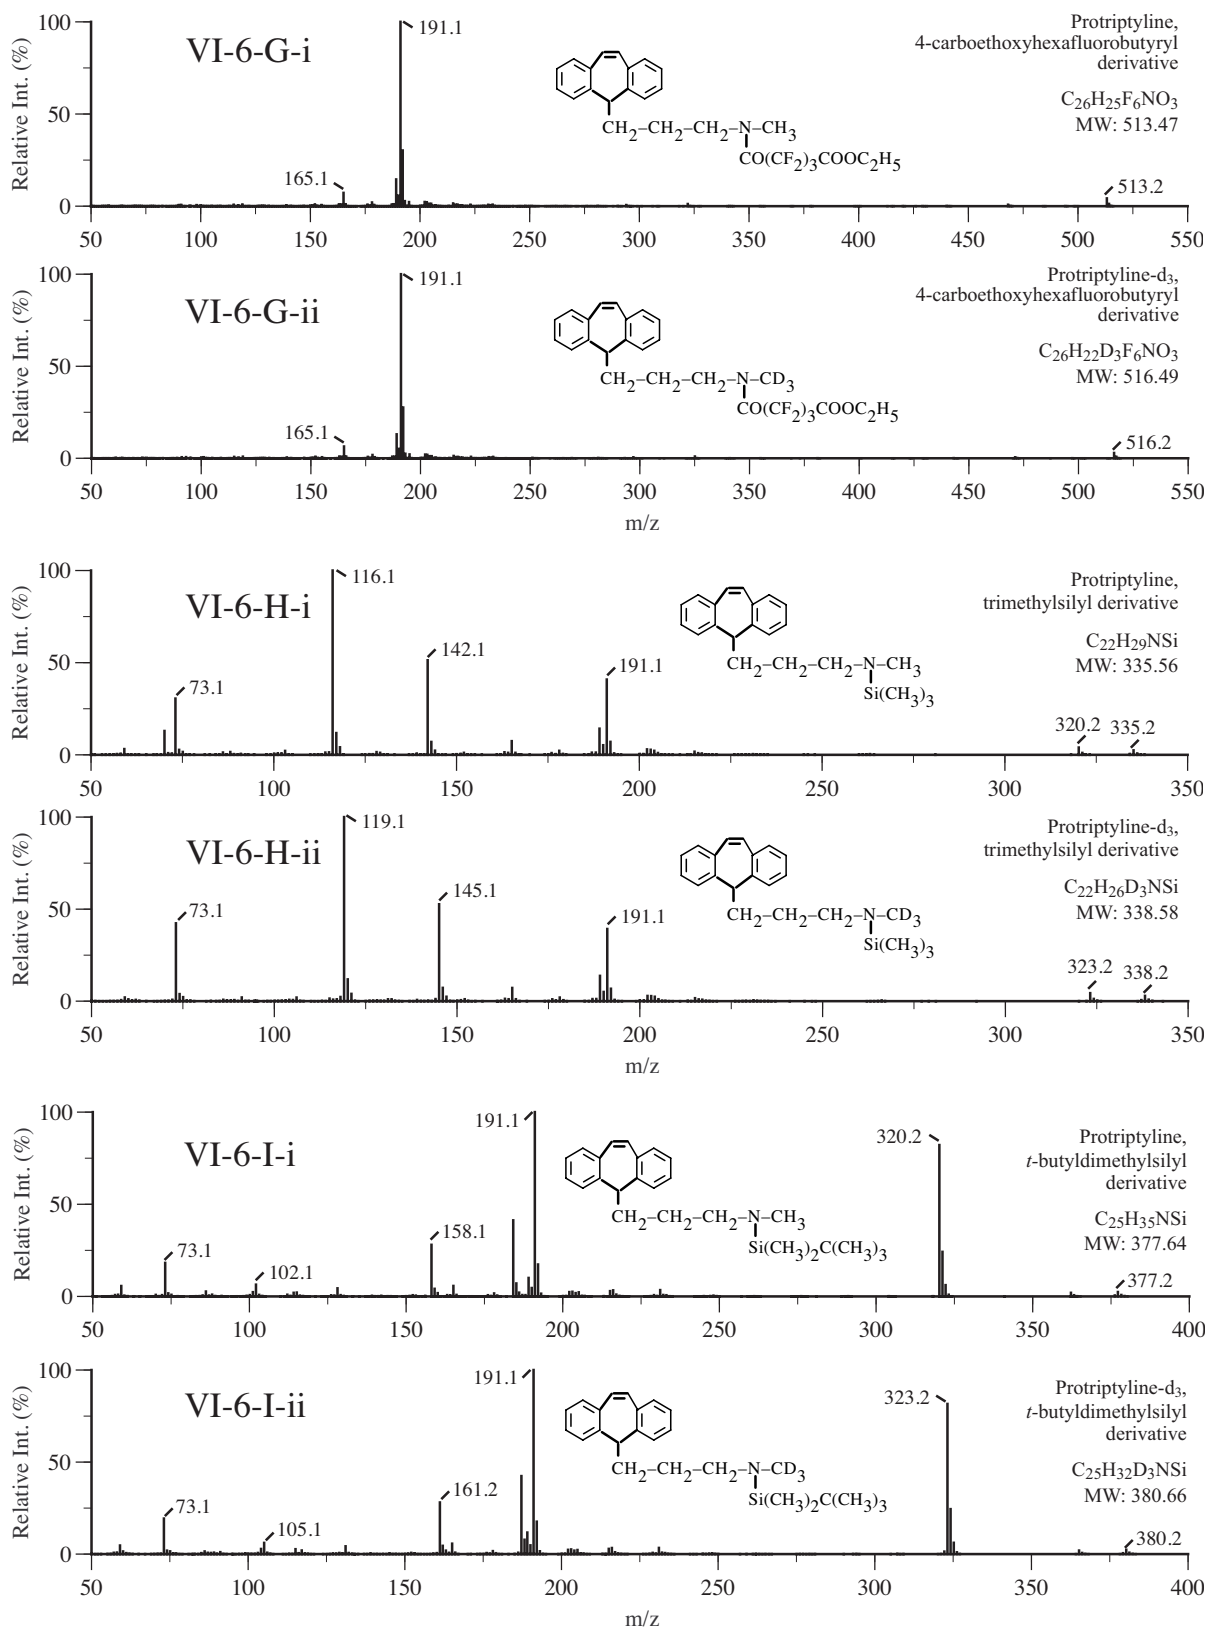 VI-6-G-i
Relative Int. (%)
100
50
0
191.1
165.1
513.2
Protriptyline,
4-carboethoxyhexafluorobutyryl
derivative
C26H25F6NO3
MW: 513.47
CH2–CH2–CH2–N–CH3
CO(CF2)3COOC2H5
50 100 150 200 250 300 350 400 450 500 550
VI-6-G-ii
Relative Int. (%)
100
50
0
191.1
165.1
516.2
Protriptyline-d3,
4-carboethoxyhexafluorobutyryl
derivative
C26H22D3F6NO3
MW: 516.49
CH2–CH2–CH2–N–CD3
CO(CF2)3COOC2H5
50 100 150 200 250 300 350 400 450 500 550
m/z
VI-6-H-i
Relative Int. (%)
100
50
0
116.1
142.1
73.1
191.1
320.2 335.2
Protriptyline,
trimethylsilyl derivative
C22H29NSi
MW: 335.56
CH2–CH2–CH2–N–CH3
Si(CH3)3
50 100 150 200 250 300 350
VI-6-H-ii
Relative Int. (%)
100
50
0
119.1
145.1
73.1
191.1
323.2 338.2
Protriptyline-d3,
trimethylsilyl derivative
C22H26D3NSi
MW: 338.58
CH2–CH2–CH2–N–CD3
Si(CH3)3
50 100 150 200 250 300 350
m/z
VI-6-I-i
Relative Int. (%)
100
50
0
191.1
320.2
158.1
73.1
102.1
377.2
Protriptyline,
t-butyldimethylsilyl
derivative
C25H35NSi
MW: 377.64
CH2–CH2–CH2–N–CH3
Si(CH3)2C(CH3)3
50 100 150 200 250 300 350 400
VI-6-I-ii
Relative Int. (%)
100
50
0
191.1
323.2
161.2
73.1
105.1
380.2
Protriptyline-d3,
t-butyldimethylsilyl
derivative
C25H32D3NSi
MW: 380.66
CH2–CH2–CH2–N–CD3
Si(CH3)2C(CH3)3
50 100 150 200 250 300 350 400
m/z